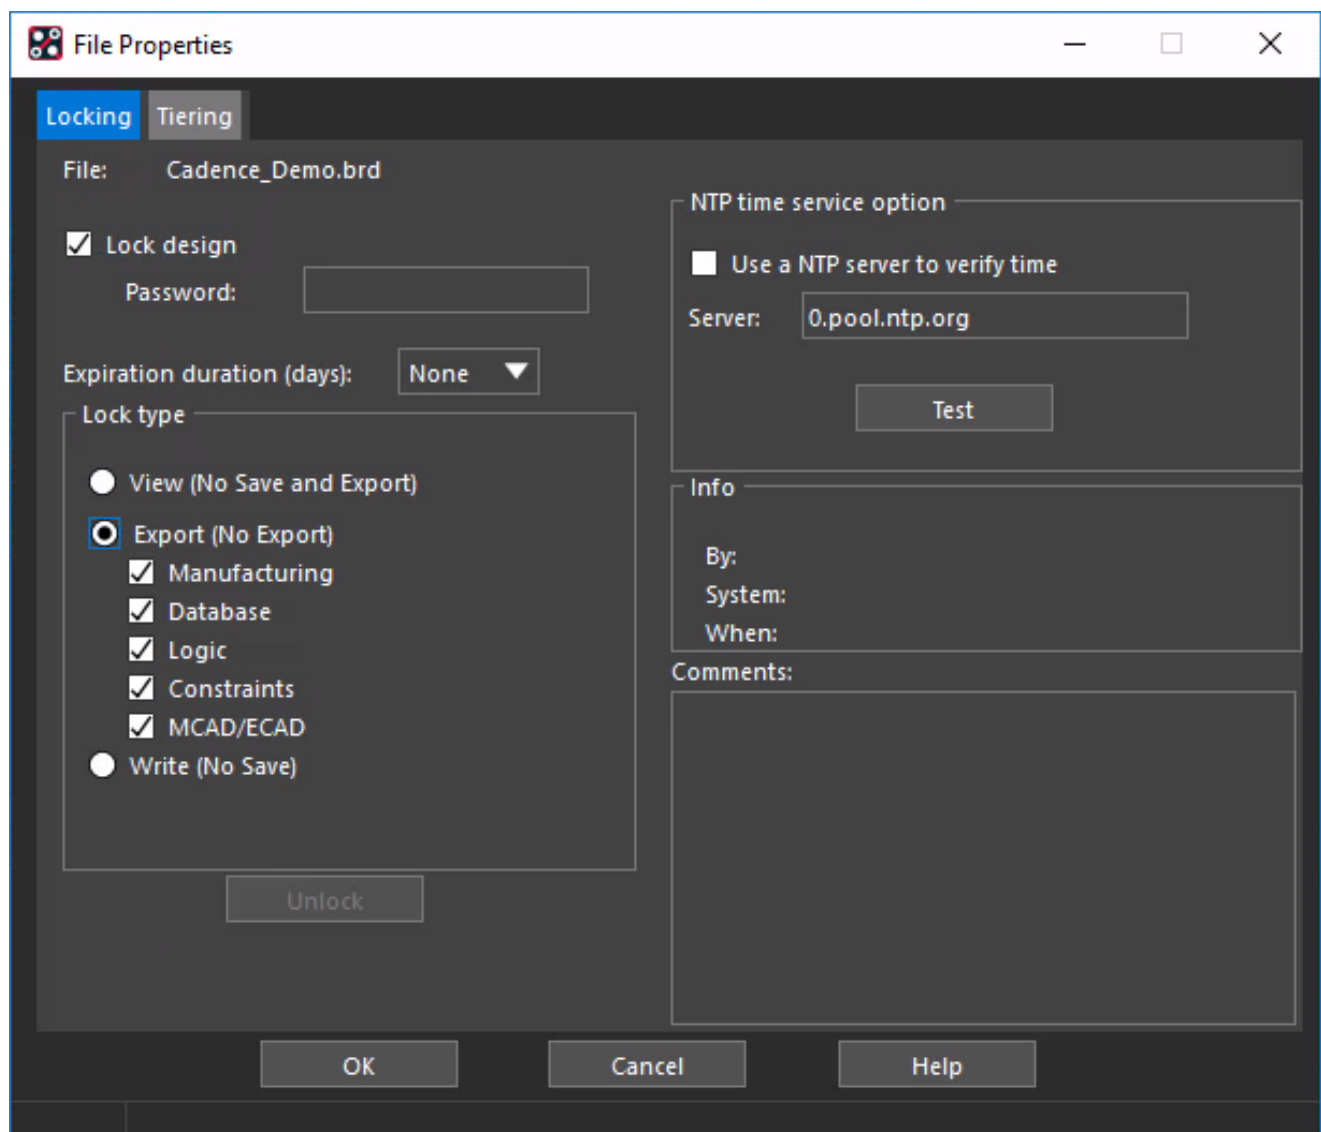 File Properties
Locking Tiering
File: Cadence_Demo.brd
Lock design
Password:
Expiration duration (days): None
Lock type
View (No Save and Export)
Export (No Export)
Manufacturing
Database
Logic
Constraints
MCAD/ECAD
Write (No Save)
Unlock
NTP time service option
Use a NTP server to verify time
Server: 0.pool.ntp.org
Test
Info
By:
System:
When:
Comments:
OK Cancel Help